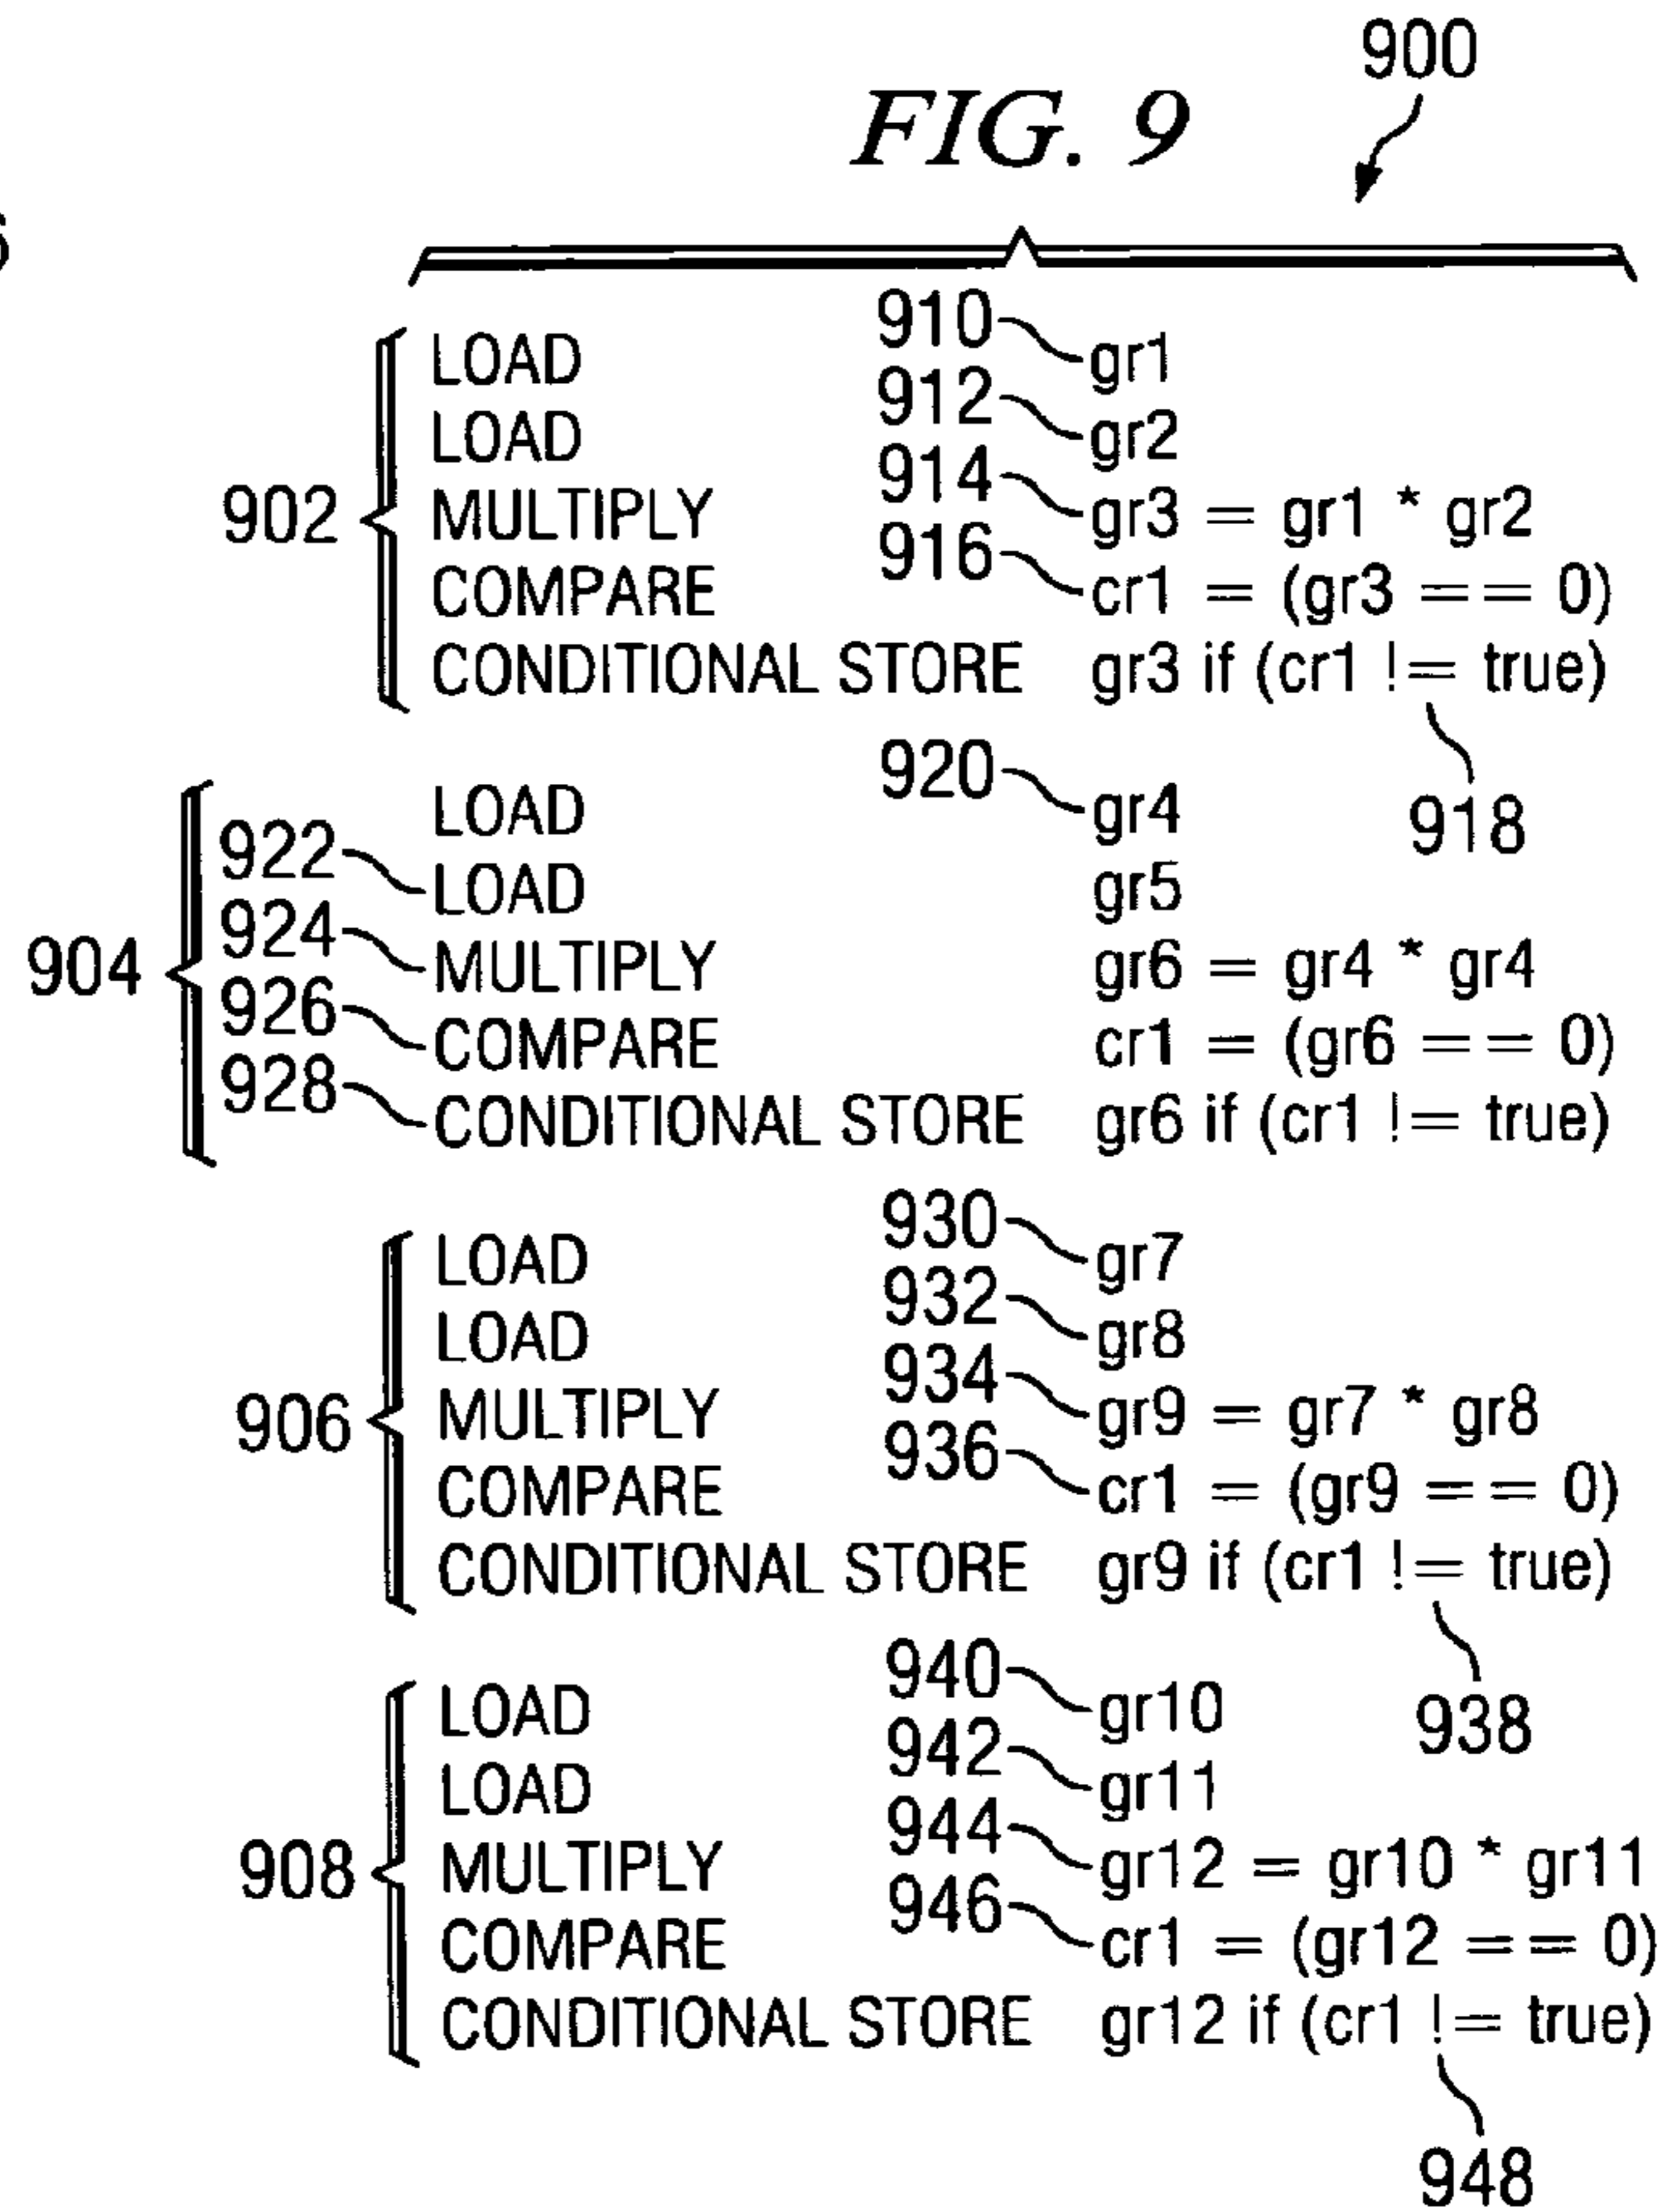 900
FIG. 9
910
LOAD gr1
912
LOAD gr2
914
902 MULTIPLY gr3 = gr1 * gr2
916
COMPARE cr1 = (gr3 == 0)
CONDITIONAL STORE gr3 if (cr1 != true)
918
920
LOAD gr4
922 LOAD gr5
904 924 MULTIPLY gr6 = gr4 * gr4
926 COMPARE cr1 = (gr6 == 0)
928 CONDITIONAL STORE gr6 if (cr1 != true)
930
LOAD gr7
932
LOAD gr8
934
906 MULTIPLY gr9 = gr7 * gr8
936
COMPARE cr1 = (gr9 == 0)
CONDITIONAL STORE gr9 if (cr1 != true)
938
940
LOAD gr10
942
LOAD gr11
944
908 MULTIPLY gr12 = gr10 * gr11
946
COMPARE cr1 = (gr12 == 0)
CONDITIONAL STORE gr12 if (cr1 != true)
948